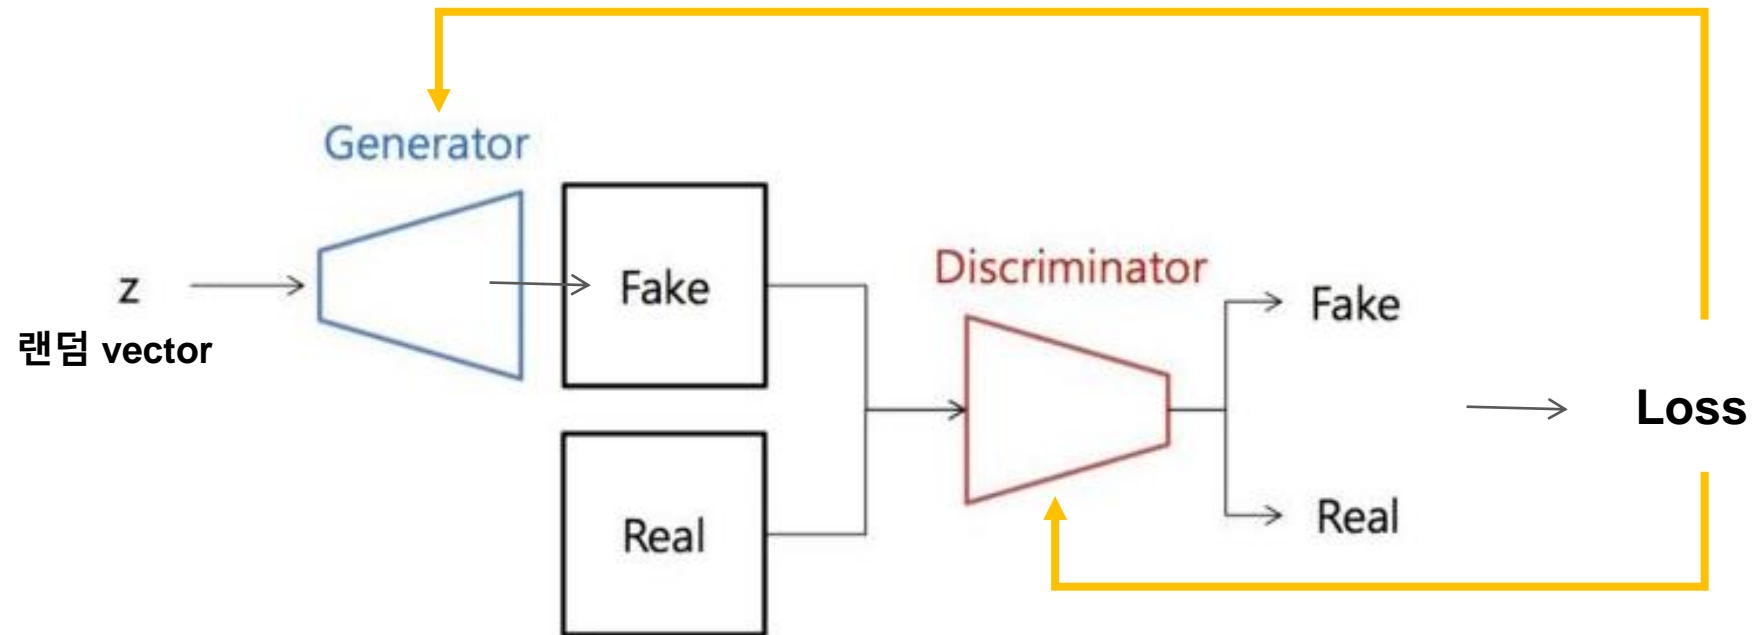 Generator
z
랜덤 vector
Fake
Real
Discriminator
Fake
Real
Loss